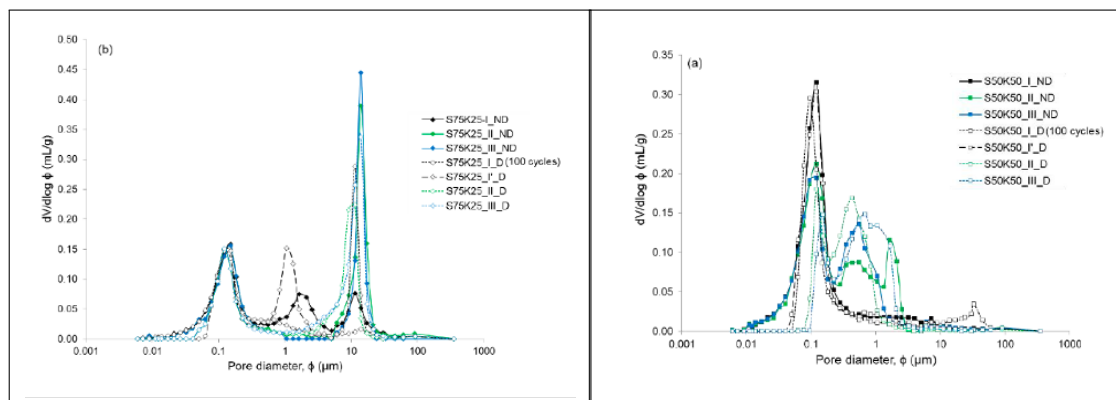 (b)
dV/dlog ϕ (mL/g)
0.50
0.45
0.40
0.35
0.30
0.25
0.20
0.15
0.10
0.05
0.00
0.001 0.01 0.1 1 10 100 1000
Pore diameter, ϕ (µm)
S75K25-I_ND
S75K25_II_ND
S75K25_III_ND
S75K25_I_D (100 cycles)
S75K25_I'_D
S75K25_II_D
S75K25_III_D
(a)
dV/dlog ϕ (mL/g)
0.35
0.30
0.25
0.20
0.15
0.10
0.05
0.00
0.001 0.01 0.1 1 10 100 1000
Pore diameter, ϕ (µm)
S50K50_I_ND
S50K50_II_ND
S50K50_III_ND
S50K50_I_D (100 cycles)
S50K50_I'_D
S50K50_II_D
S50K50_III_D